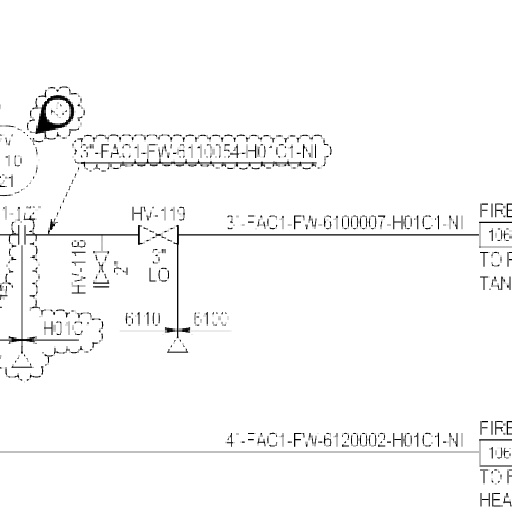 10
21
3"-FAC1-FW-6110054-H01C1-NI
1-1/2"
HV-119
3"-FAC1-FW-6100007-H01C1-NI
FIRE
106
HV-118
2"
3"
LO
TO F
TAN
6110
6100
H01C1
4"-FAC1-FW-6120002-H01C1-NI
FIRE
106
TO F
HEA